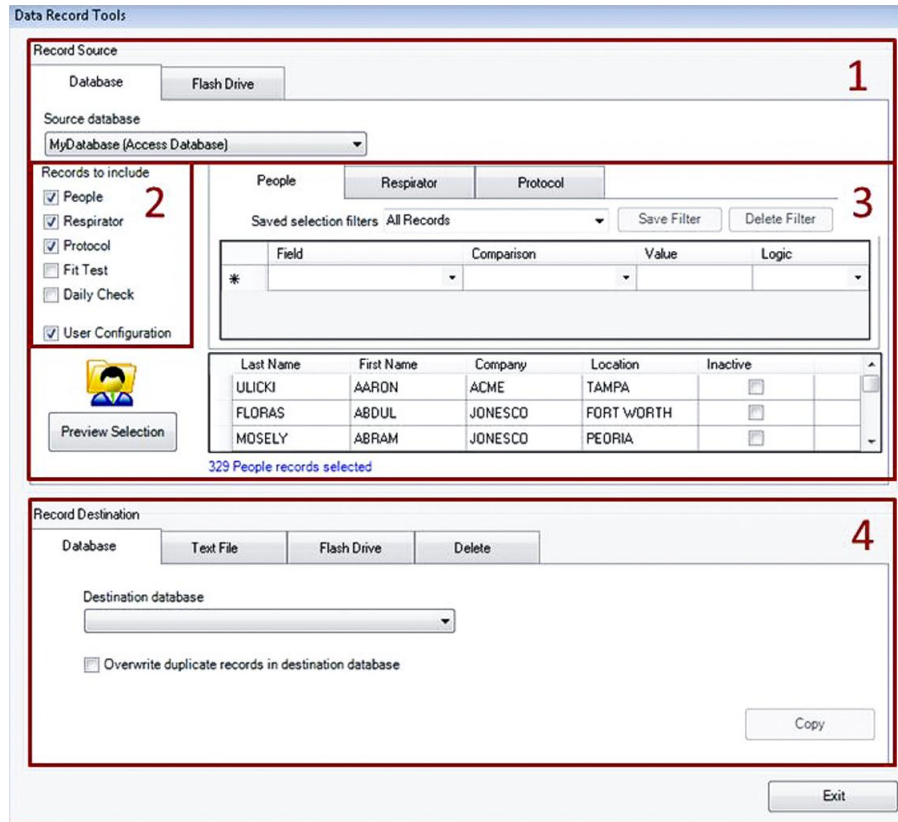 Data Record Tools
Record Source
1
Database Flash Drive
Source database
MyDatabase (Access Database)
Records to include
2
People
Respirator
Protocol
Fit Test
Daily Check
User Configuration
Preview Selection
People Respirator Protocol
3
Saved selection filters All Records Save Filter Delete Filter
Field Comparison Value Logic
*
Last Name First Name Company Location Inactive
ULICKI AARON ACME TAMPA
FLORAS ABDUL JONESCO FORT WORTH
MOSELY ABRAM JONESCO PEORIA
329 People records selected
Record Destination
4
Database Text File Flash Drive Delete
Destination database
Overwrite duplicate records in destination database
Copy
Exit